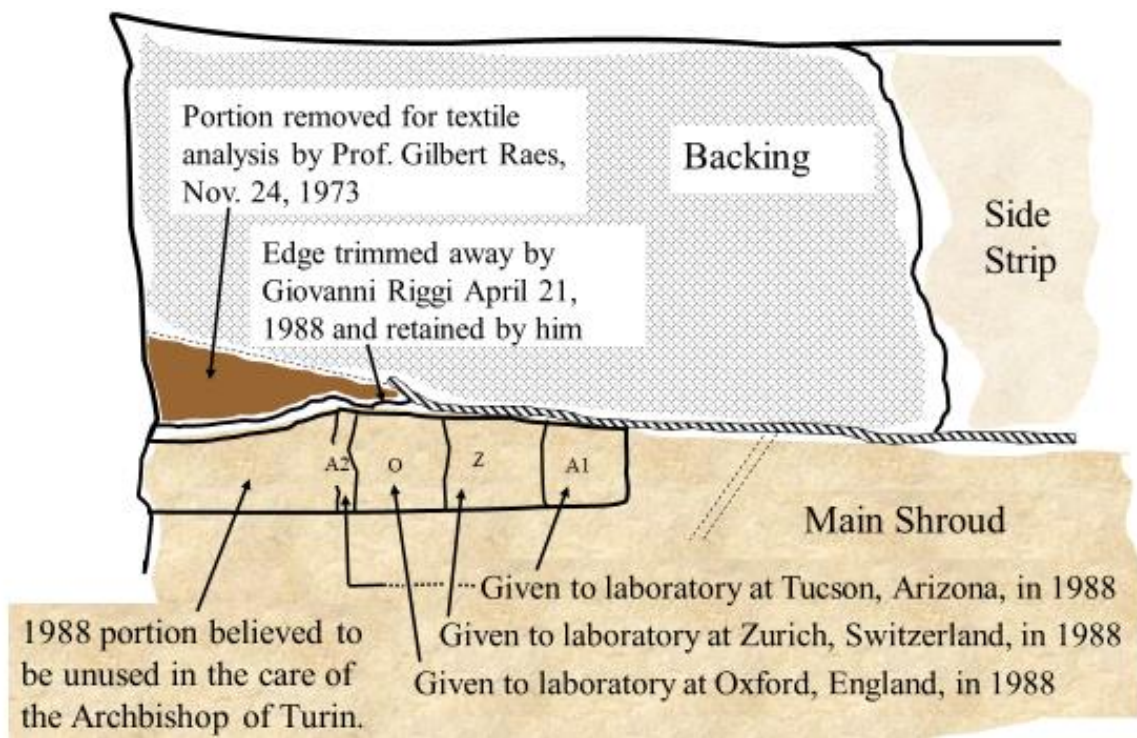 Portion removed for textile
analysis by Prof. Gilbert Raes,
Nov. 24, 1973
Backing
Side
Strip
Edge trimmed away by
Giovanni Riggi April 21,
1988 and retained by him
A2
O
Z
A1
Main Shroud
Given to laboratory at Tucson, Arizona, in 1988
Given to laboratory at Zurich, Switzerland, in 1988
Given to laboratory at Oxford, England, in 1988
1988 portion believed to
be unused in the care of
the Archbishop of Turin.